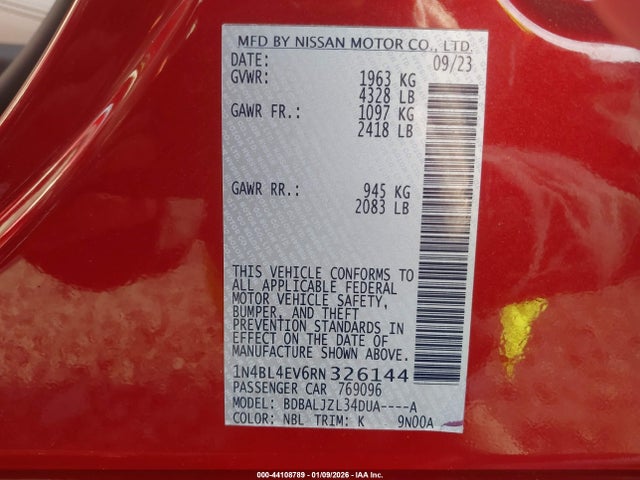 MFD BY NISSAN MOTOR CO., LTD.
DATE: 09/23
GVWR: 1963 KG
4328 LB
GAWR FR.: 1097 KG
2418 LB
GAWR RR.: 945 KG
2083 LB
THIS VEHICLE CONFORMS TO
ALL APPLICABLE FEDERAL
MOTOR VEHICLE SAFETY,
BUMPER, AND THEFT
PREVENTION STANDARDS IN
EFFECT ON THE DATE OF
MANUFACTURE SHOWN ABOVE.
1N4BL4EV6RN326144
PASSENGER CAR 769096
MODEL: BDBALJZL34DUA----A
COLOR: NBL TRIM: K 9N00A
000-44108789 - 01/09/2026 - IAA Inc.